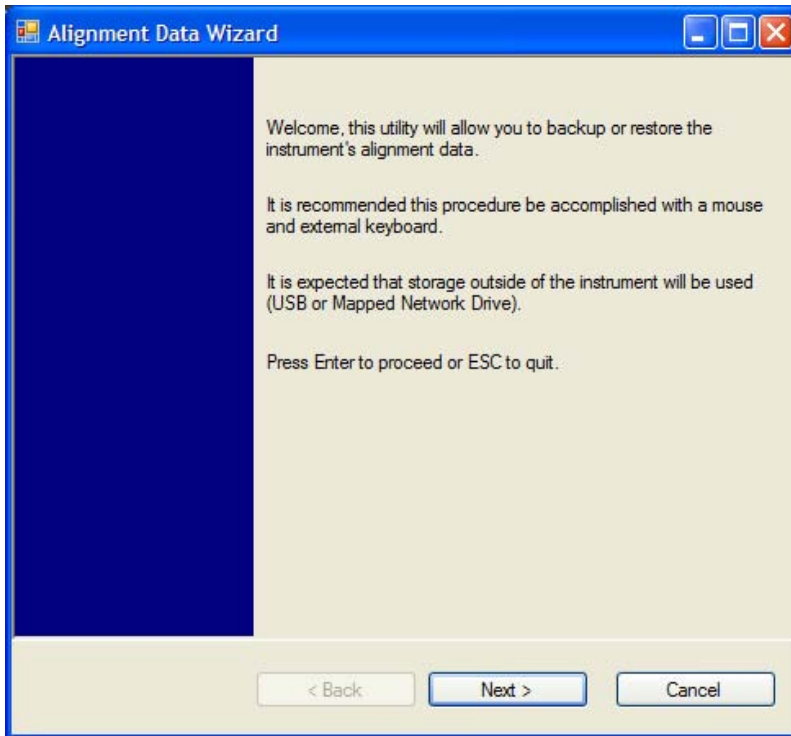 Alignment Data Wizard
Welcome, this utility will allow you to backup or restore the
instrument's alignment data.
It is recommended this procedure be accomplished with a mouse
and external keyboard.
It is expected that storage outside of the instrument will be used
(USB or Mapped Network Drive).
Press Enter to proceed or ESC to quit.
< Back
Next >
Cancel